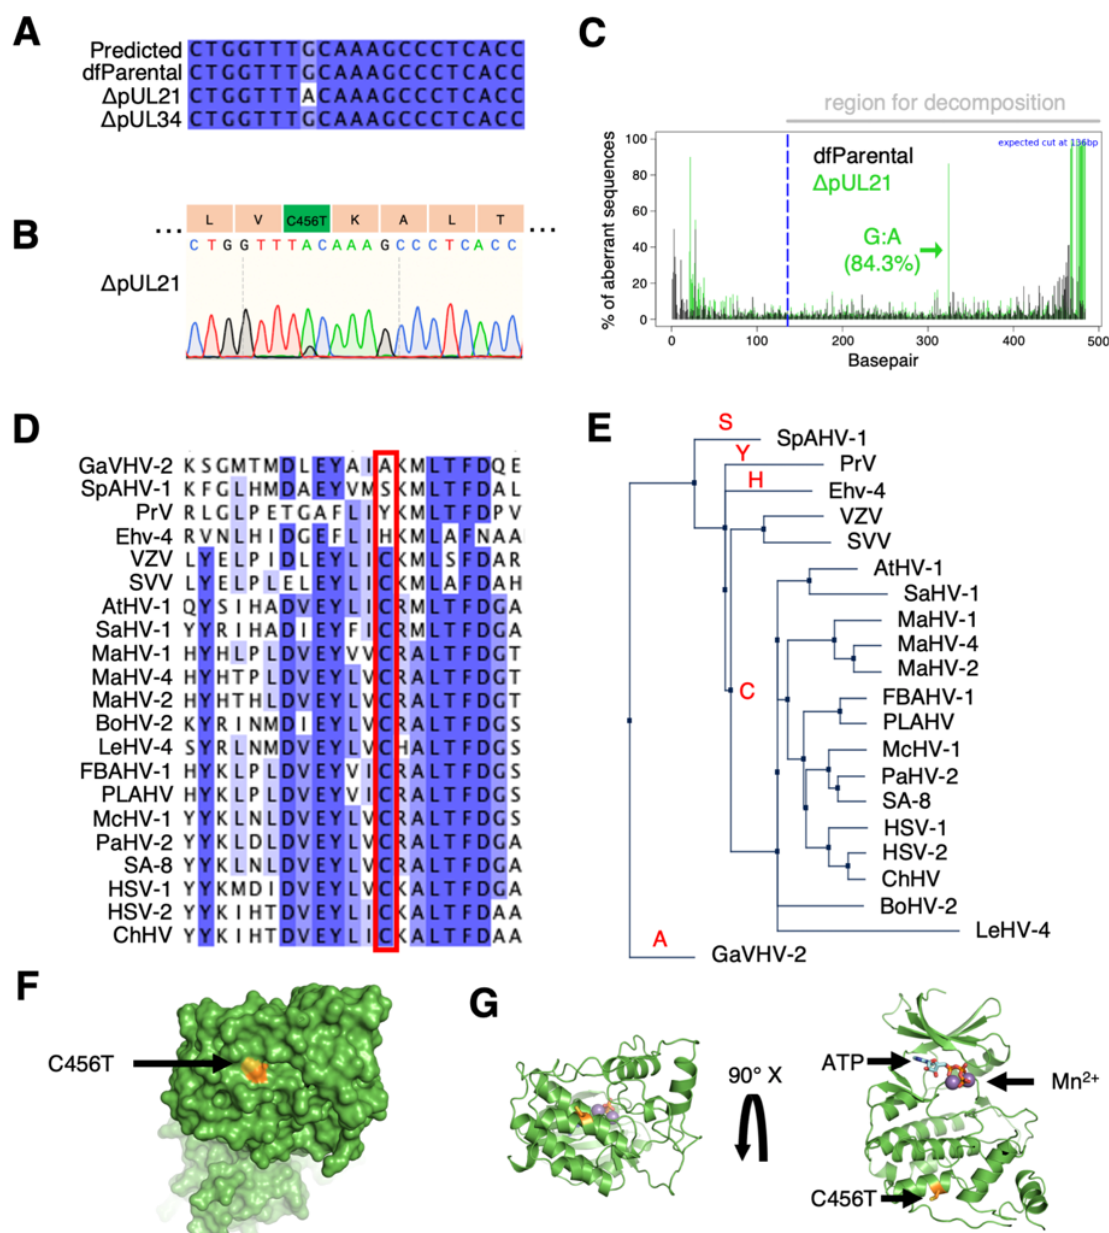 A
Predicted CTGGTTTGCAAAGCCCTCACC
dfParental CTGGTTTGCAAAGCCCTCACC
ΔpUL21 CTGGTTTACAAAGCCCTCACC
ΔpUL34 CTGGTTTGCAAAGCCCTCACC
B
... L V C456T K A L T ...
CTGGTTTACAAAGCCCTCACC
ΔpUL21
C
region for decomposition
expected cut at 136bp
dfParental
ΔpUL21
G:A
(84.3%)
% of aberrant sequences
100
80
60
40
20
0
0 100 200 300 400 500
Basepair
D
GaVHV-2 KSGMTMDLEYAIAKMLTFDQE
SpAHV-1 KFGLHMDAEYVMSKMLTFDAL
PrV RLGLPETGAFLIYKMLTFDPV
Ehv-4 RVNLHIDGEFLIHKMLAFNAA
VZV LYELPIDLEYLICKMLSFDAR
SVV LYELPLELEYLICKMLAFDAH
AtHV-1 QYSIHADVEYLICRMLTFDGA
SaHV-1 YYRIHADIEYFICRMLTFDGA
MaHV-1 HYHLPLDVEYVVCRALTFDGT
MaHV-4 HYHTPLDVEYLVCRALTFDGT
MaHV-2 HYHTHLDVEYLVCRALTFDGT
BoHV-2 KYRINMDIEYLVCRALTFDGS
LeHV-4 SYRLNMDVEYLVCHALTFDGS
FBAHV-1 HYKLPLDVEYVICRALTFDGS
PLAHV HYKLPLDVEYVICRALTFDGS
McHV-1 YYKLNLDVEYLVCRALTFDGS
PaHV-2 YYKLDLDVEYLVCRALTFDGA
SA-8 YYKLNLDVEYLVCRALTFDGA
HSV-1 YYKMDIDVEYLVCKALTFDGA
HSV-2 YYKIHTDVEYLICKALTFDAA
ChHV YYKIHTDVEYLICKALTFDAA
E
S
SpAHV-1
Y
PrV
H
Ehv-4
VZV
SVV
AtHV-1
SaHV-1
MaHV-1
MaHV-4
MaHV-2
C
FBAHV-1
PLAHV
McHV-1
PaHV-2
SA-8
HSV-1
HSV-2
ChHV
BoHV-2
LeHV-4
A
GaVHV-2
F
C456T
G
90° X
ATP
Mn²⁺
C456T